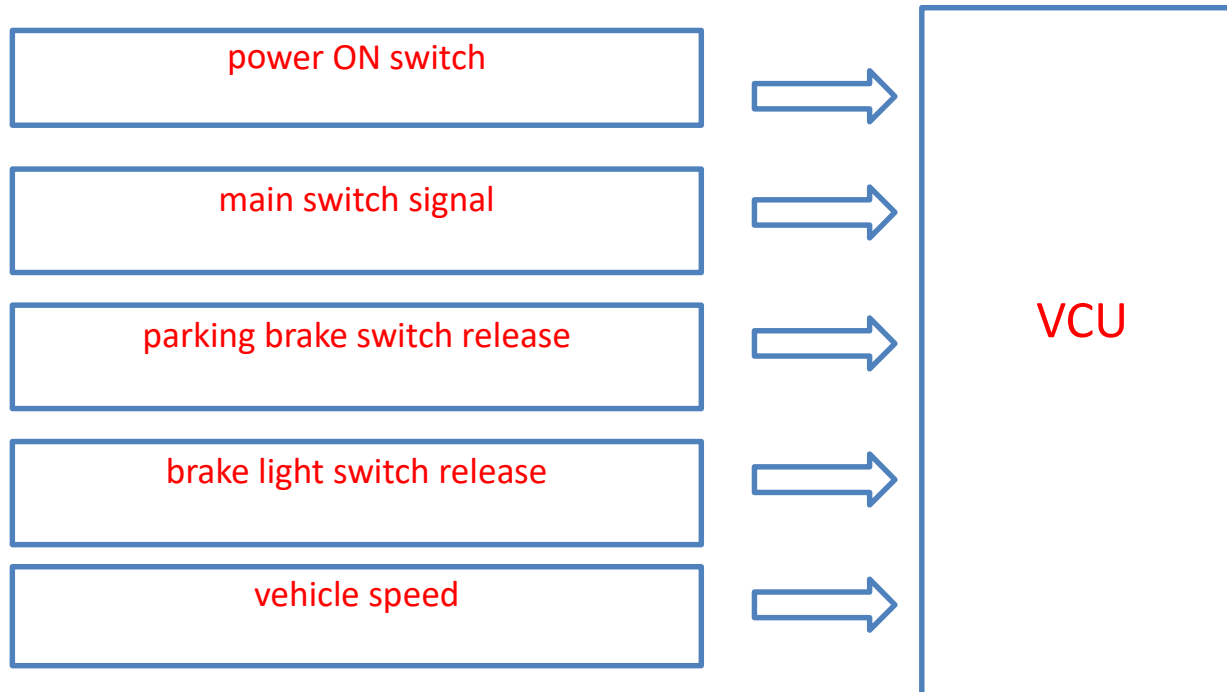 power ON switch
main switch signal
parking brake switch release
VCU
brake light switch release
vehicle speed